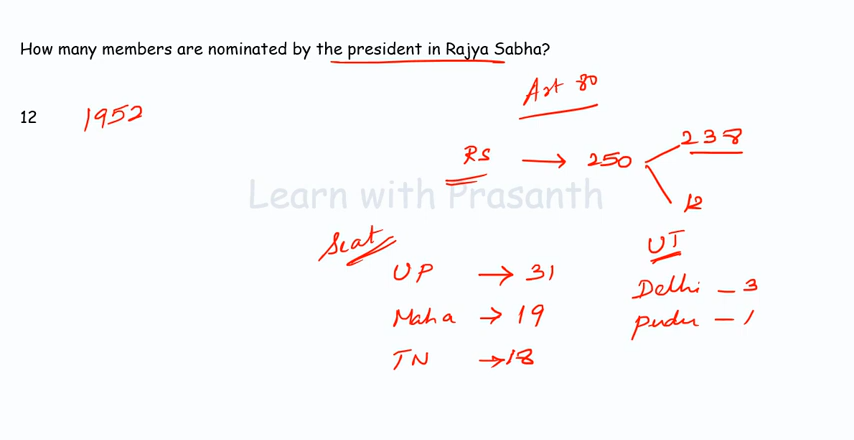 How many members are nominated by the president in Rajya Sabha?
Art 80
12 1952
238
RS → 250
12
Learn with Prasanth
Seat
UT
UP → 31
Delhi - 3
Maha → 19
Pudu - 1
TN → 18